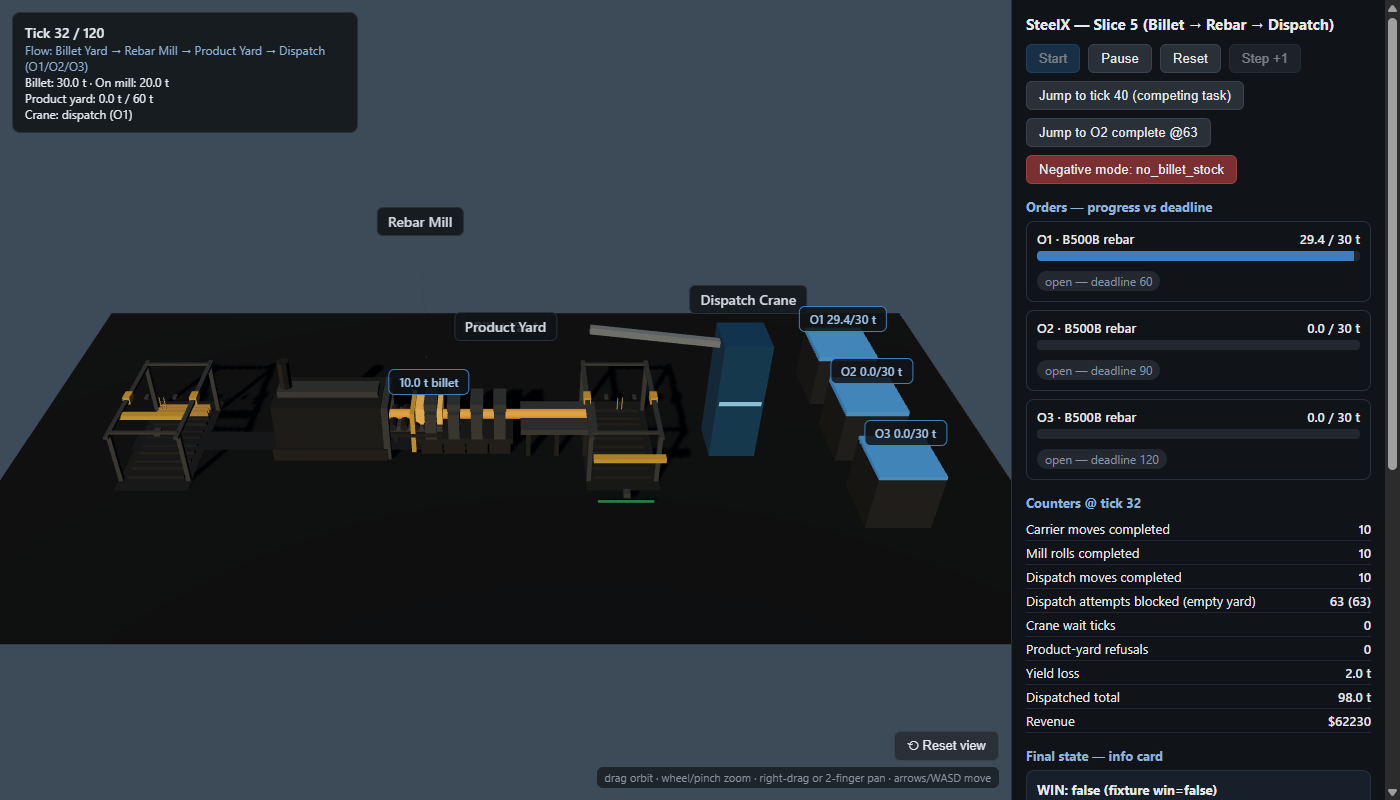 Tick 32 / 120
Flow: Billet Yard → Rebar Mill → Product Yard → Dispatch
(O1/O2/O3)
Billet: 30.0 t · On mill: 20.0 t
Product yard: 0.0 t / 60 t
Crane: dispatch (O1)
Rebar Mill
Dispatch Crane
Product Yard
O1 29.4/30 t
O2 0.0/30 t
10.0 t billet
O3 0.0/30 t
⟲ Reset view
drag orbit · wheel/pinch zoom · right-drag or 2-finger pan · arrows/WASD move
SteelX — Slice 5 (Billet → Rebar → Dispatch)
Start Pause Reset Step +1
Jump to tick 40 (competing task)
Jump to O2 complete @63
Negative mode: no_billet_stock
Orders — progress vs deadline
O1 · B500B rebar 29.4 / 30 t
open — deadline 60
O2 · B500B rebar 0.0 / 30 t
open — deadline 90
O3 · B500B rebar 0.0 / 30 t
open — deadline 120
Counters @ tick 32
Carrier moves completed 10
Mill rolls completed 10
Dispatch moves completed 10
Dispatch attempts blocked (empty yard) 63 (63)
Crane wait ticks 0
Product-yard refusals 0
Yield loss 2.0 t
Dispatched total 98.0 t
Revenue $62230
Final state — info card
WIN: false (fixture win=false)